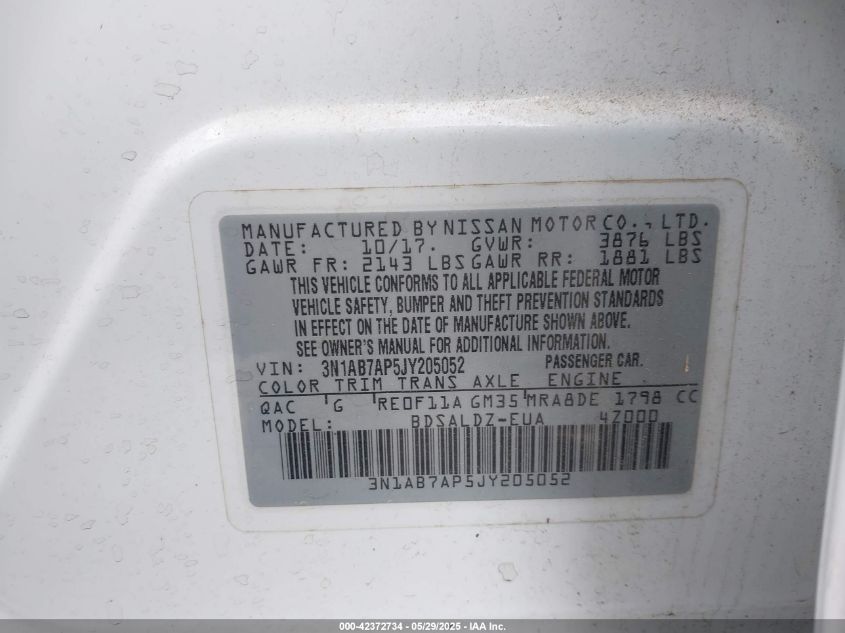 MANUFACTURED BY NISSAN MOTOR CO., LTD.
DATE: 10/17. GVWR: 3876 LBS
GAWR FR: 2143 LBS GAWR RR: 1881 LBS
THIS VEHICLE CONFORMS TO ALL APPLICABLE FEDERAL MOTOR
VEHICLE SAFETY, BUMPER AND THEFT PREVENTION STANDARDS
IN EFFECT ON THE DATE OF MANUFACTURE SHOWN ABOVE.
SEE OWNER'S MANUAL FOR ADDITIONAL INFORMATION.
VIN: 3N1AB7AP5JY205052 PASSENGER CAR.
COLOR TRIM TRANS AXLE ENGINE
QAC G RE0F11A GM35 MRA8DE 1798 CC
MODEL: BDSALDZ-EUA 4Z000
3N1AB7AP5JY205052
000-42372734 - 05/29/2025 - IAA Inc.